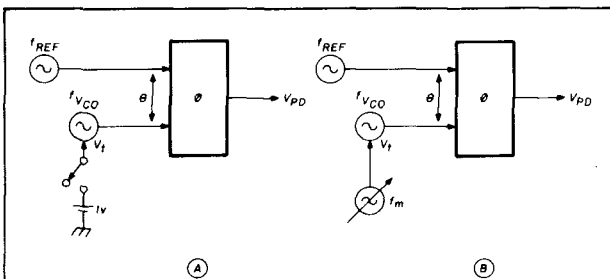 f_REF
θ
ø
V_PD
f_VCO
V_t
1v
A
f_REF
θ
ø
V_PD
f_VCO
V_t
f_m
B